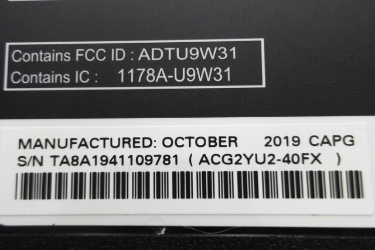 Contains FCC ID : ADTU9W31
Contains IC : 1178A-U9W31
MANUFACTURED: OCTOBER 2019 CAPG
S/N TA8A1941109781 ( ACG2YU2-40FX )